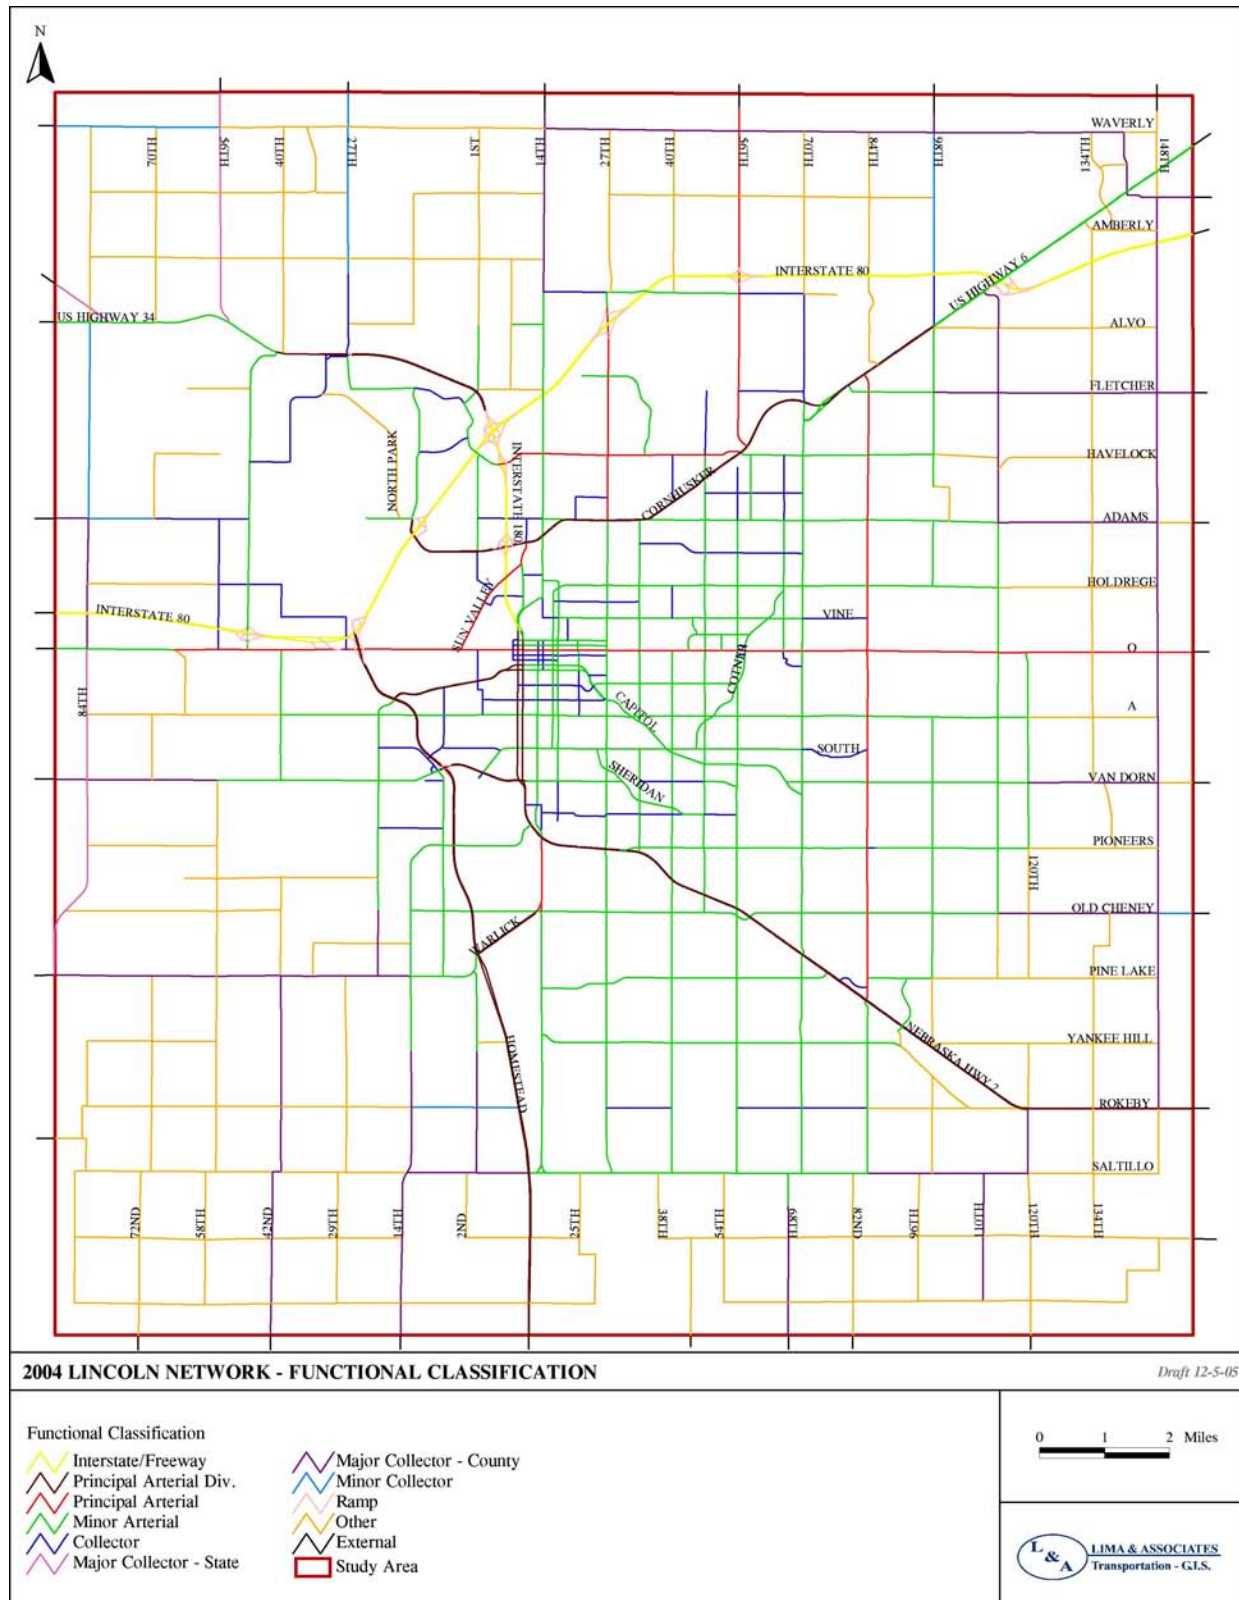 N
WAVERLY
70TH
56TH
40TH
27TH
1ST
14TH
27TH
40TH
56TH
70TH
84TH
98TH
134TH
148TH
AMBERLY
INTERSTATE 80
US HIGHWAY 6
US HIGHWAY 34
ALVO
FLETCHER
NORTH PARK
INTERSTATE 180
HAVELOCK
CORNHUSKER
ADAMS
HOLDREGE
INTERSTATE 80
SUN VALLEY
VINE
O
COTNER
84TH
CAPITOL
A
SOUTH
SHERIDAN
VAN DORN
PIONEERS
120TH
OLD CHENEY
WARLICK
PINE LAKE
NEBRASKA HWY 2
YANKEE HILL
HOMESTEAD
ROKEBY
SALTILLO
72ND
58TH
42ND
29TH
14TH
2ND
25TH
38TH
54TH
68TH
82ND
96TH
110TH
120TH
134TH
2004 LINCOLN NETWORK - FUNCTIONAL CLASSIFICATION
Draft 12-5-05
Functional Classification
Interstate/Freeway
Principal Arterial Div.
Principal Arterial
Minor Arterial
Collector
Major Collector - State
Major Collector - County
Minor Collector
Ramp
Other
External
Study Area
0 1 2 Miles
L & A
LIMA & ASSOCIATES
Transportation - G.I.S.